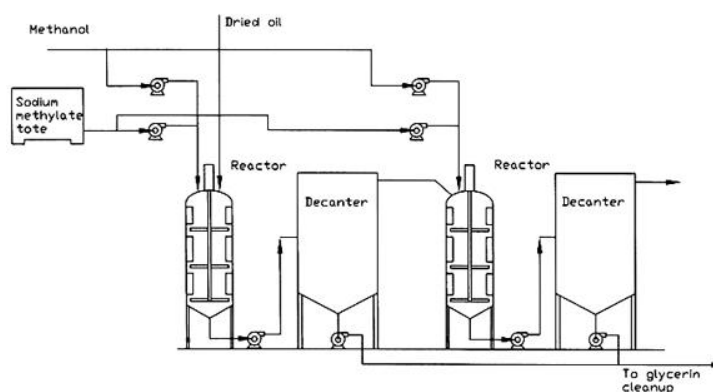 Dried oil
Methanol
Sodium
methylate
tote
Reactor
Reactor
Decanter
Decanter
To glycerin
cleanup